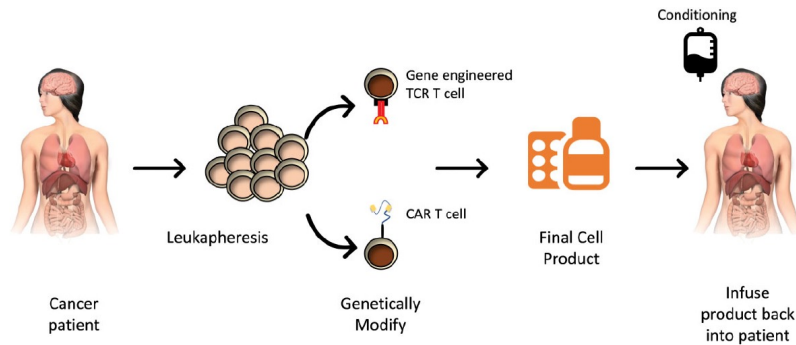 Conditioning
Gene engineered
TCR T cell
CAR T cell
Leukapheresis
Final Cell
Product
Cancer
patient
Genetically
Modify
Infuse
product back
into patient